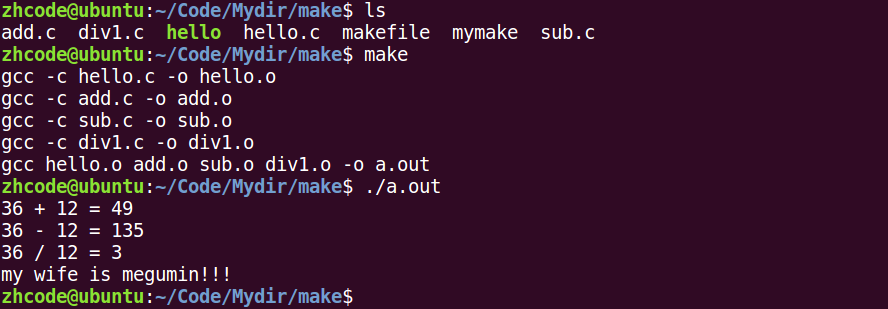 zhcode@ubuntu:~/Code/Mydir/make$ ls
add.c  div1.c  hello  hello.c  makefile  mymake  sub.c
zhcode@ubuntu:~/Code/Mydir/make$ make
gcc -c hello.c -o hello.o
gcc -c add.c -o add.o
gcc -c sub.c -o sub.o
gcc -c div1.c -o div1.o
gcc hello.o add.o sub.o div1.o -o a.out
zhcode@ubuntu:~/Code/Mydir/make$ ./a.out
36 + 12 = 49
36 - 12 = 135
36 / 12 = 3
my wife is megumin!!!
zhcode@ubuntu:~/Code/Mydir/make$